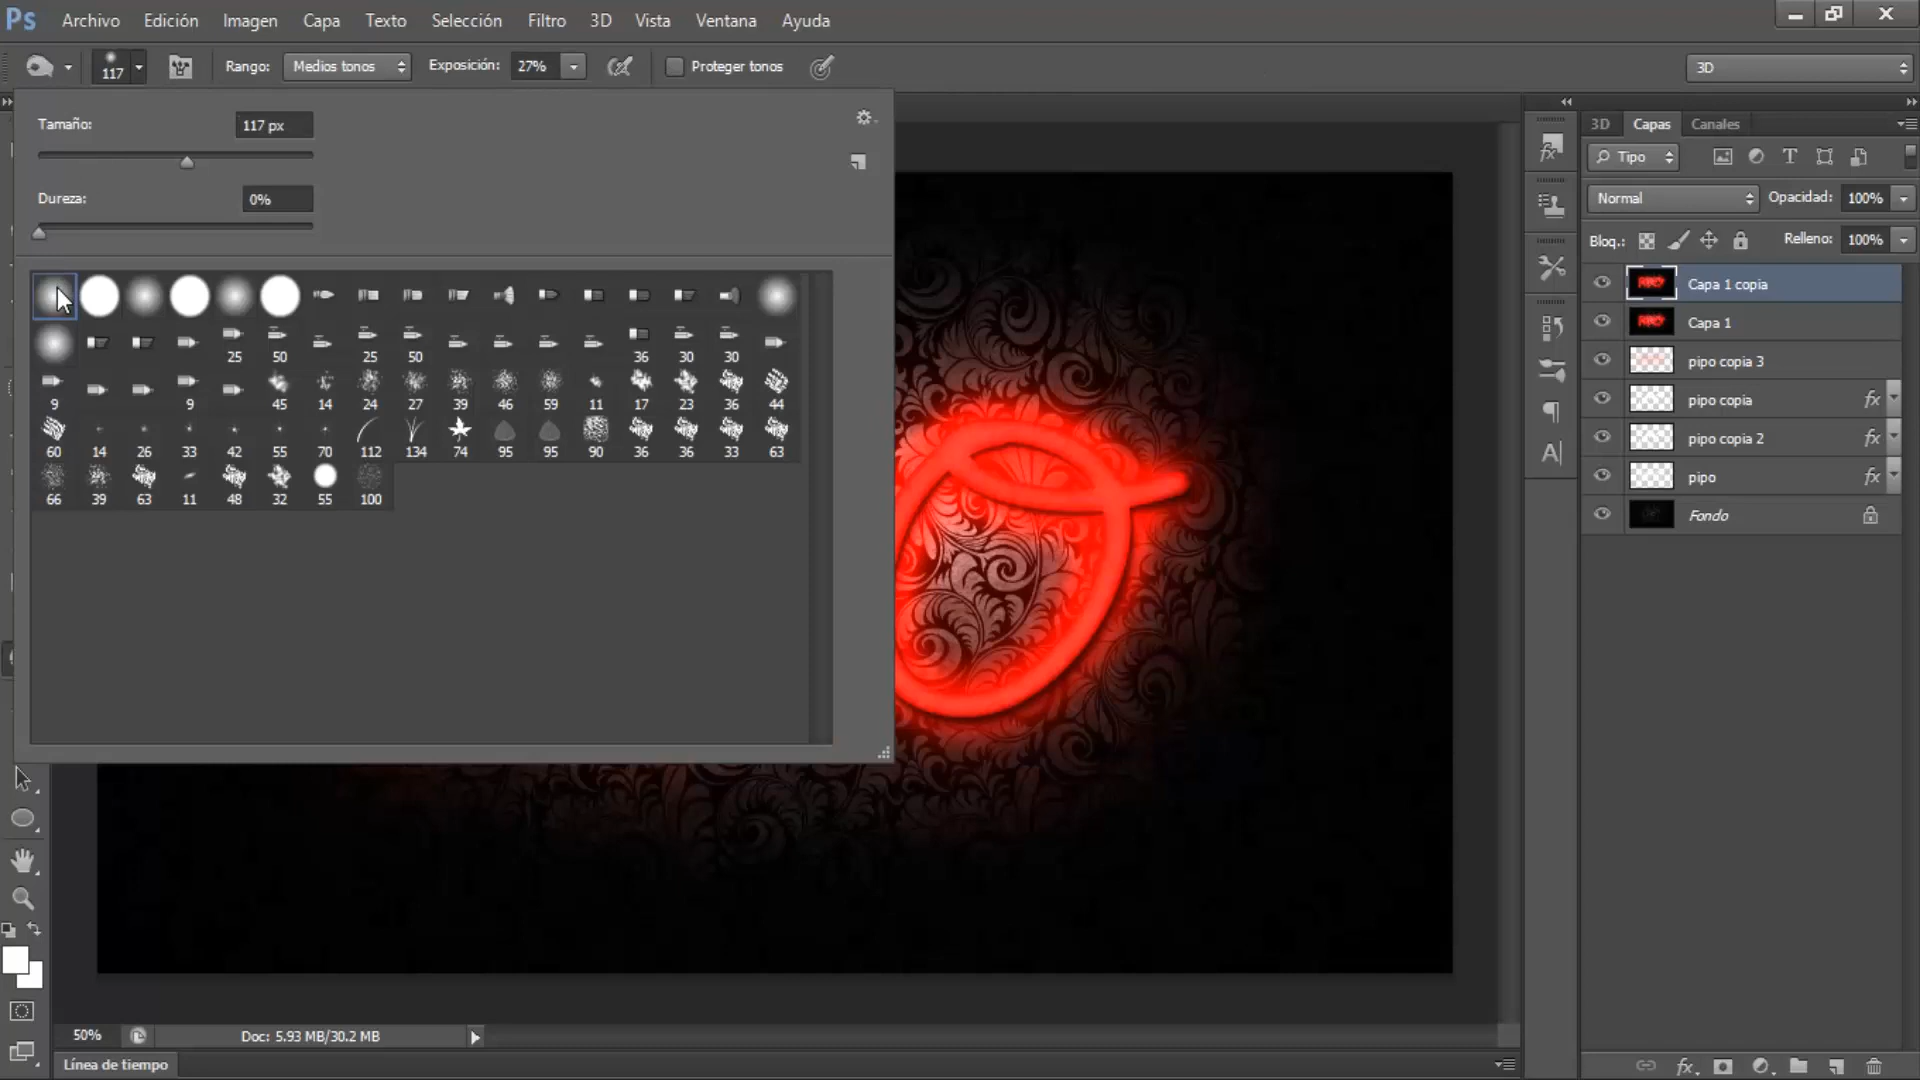 Ps Archivo Edición Imagen Capa Texto Selección Filtro 3D Vista Ventana Ayuda
117 Rango: Medios tonos Exposición: 27% Proteger tonos 3D
Tamaño: 117 px
Dureza: 0%
25 50 25 50 36 30 30
9 9 45 14 24 27 39 46 59 11 17 23 36 44
60 14 26 33 42 55 70 112 134 74 95 95 90 36 36 33 63
66 39 63 11 48 32 55 100
3D Capas Canales
Tipo
Normal Opacidad: 100%
Bloq.: Relleno: 100%
Capa 1 copia
Capa 1
pipo copia 3
pipo copia fx
pipo copia 2 fx
pipo fx
Fondo
50% Doc: 5.93 MB/30.2 MB
Línea de tiempo